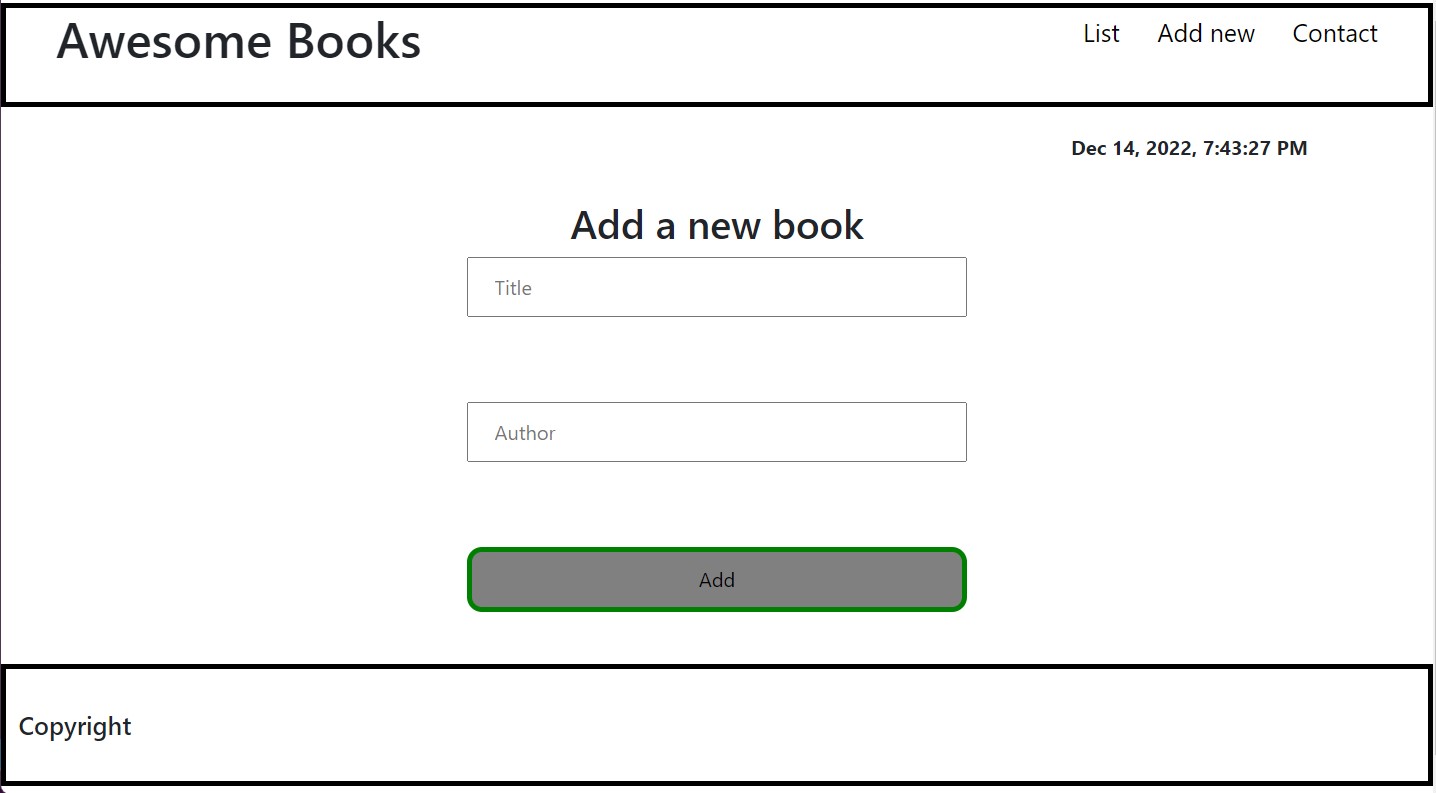 Awesome Books
List Add new Contact
Dec 14, 2022, 7:43:27 PM
Add a new book
Title
Author
Add
Copyright